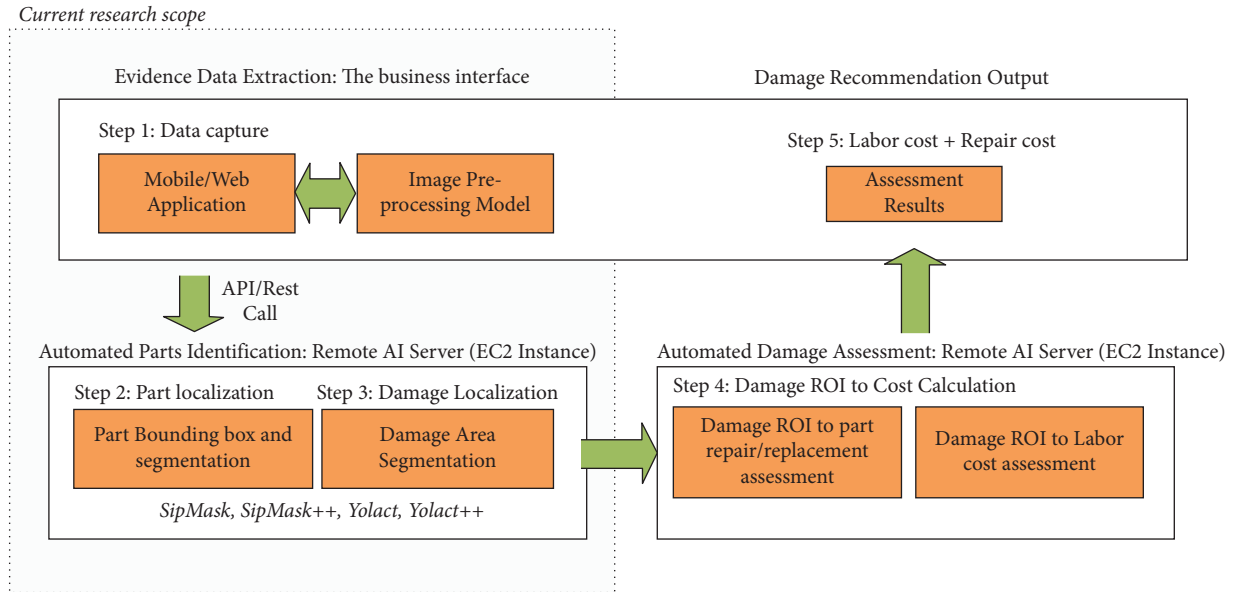 Current research scope
Evidence Data Extraction: The business interface
Damage Recommendation Output
Step 1: Data capture
Mobile/Web
Application
Image Pre-
processing Model
Step 5: Labor cost + Repair cost
Assessment
Results
API/Rest
Call
Automated Parts Identification: Remote AI Server (EC2 Instance)
Step 2: Part localization
Part Bounding box and
segmentation
Step 3: Damage Localization
Damage Area
Segmentation
SipMask, SipMask++, Yolact, Yolact++
Automated Damage Assessment: Remote AI Server (EC2 Instance)
Step 4: Damage ROI to Cost Calculation
Damage ROI to part
repair/replacement
assessment
Damage ROI to Labor
cost assessment